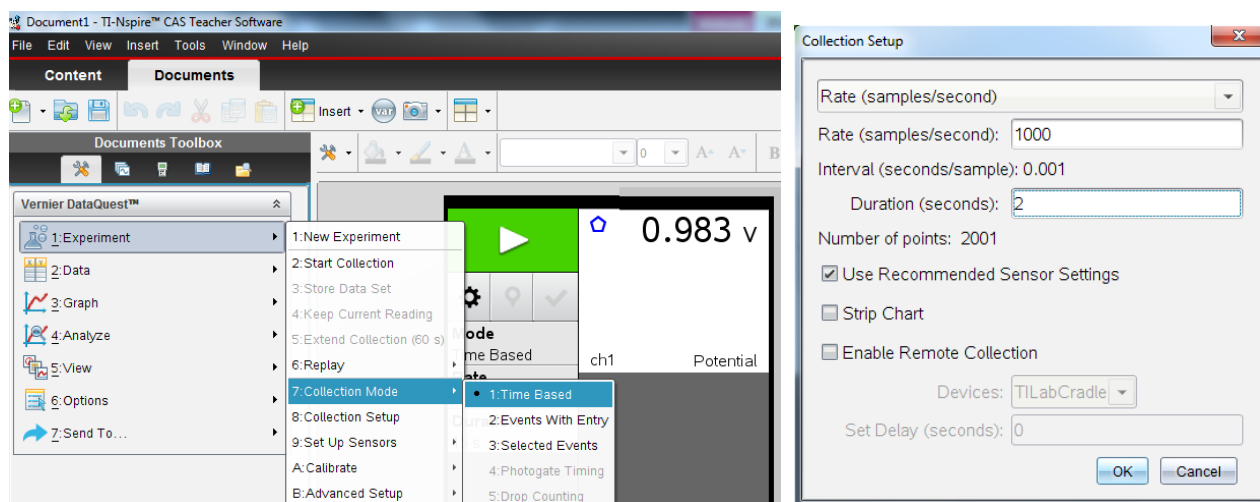 Document1 - TI-Nspire™ CAS Teacher Software
File Edit View Insert Tools Window Help
Content Documents
Insert var
Documents Toolbox
0 A A B
Vernier DataQuest™
1:Experiment
2:Data
3:Graph
4:Analyze
5:View
6:Options
7:Send To...
1:New Experiment
2:Start Collection
3:Store Data Set
4:Keep Current Reading
5:Extend Collection (60 s)
6:Replay
7:Collection Mode
8:Collection Setup
9:Set Up Sensors
A:Calibrate
B:Advanced Setup
1:Time Based
2:Events With Entry
3:Selected Events
4:Photogate Timing
5:Drop Counting
0.983 V
ode
me Based
ch1 Potential
Collection Setup
x
Rate (samples/second)
Rate (samples/second): 1000
Interval (seconds/sample): 0.001
Duration (seconds): 2
Number of points: 2001
Use Recommended Sensor Settings
Strip Chart
Enable Remote Collection
Devices: TILabCradle
Set Delay (seconds): 0
OK Cancel